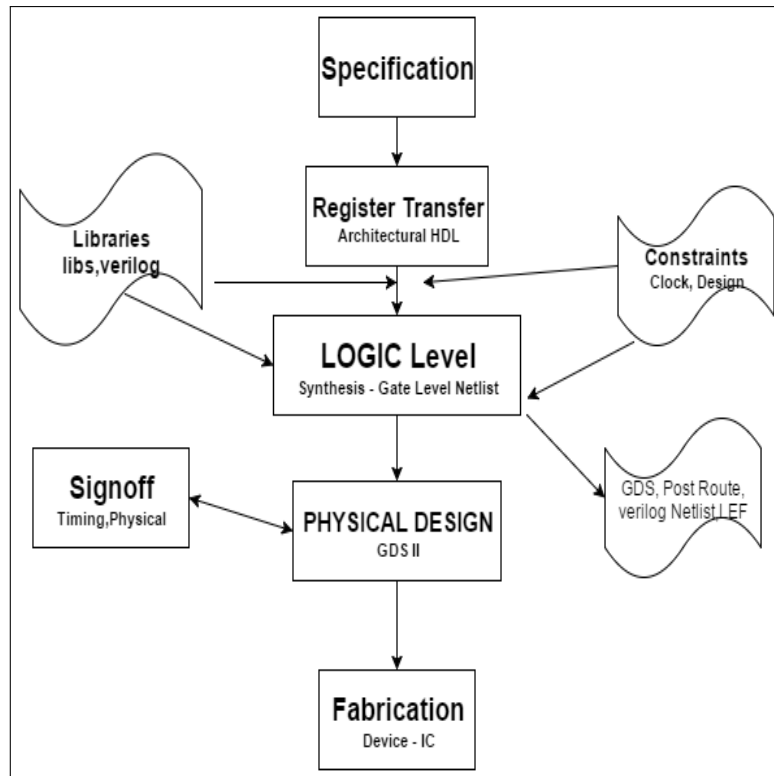 Specification
Register Transfer
Architectural HDL
Libraries
libs,verilog
Constraints
Clock, Design
LOGIC Level
Synthesis - Gate Level Netlist
Signoff
Timing,Physical
PHYSICAL DESIGN
GDS II
GDS, Post Route,
verilog Netlist,LEF
Fabrication
Device - IC